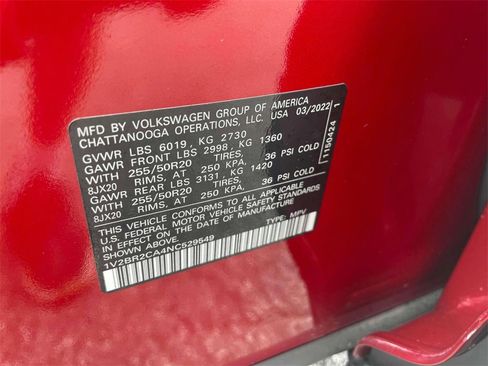 MFD BY VOLKSWAGEN GROUP OF AMERICA
CHATTANOOGA OPERATIONS, LLC. USA 03/2022
GVWR LBS 6019, KG 2730
GAWR FRONT LBS 2998, KG 1360
WITH 255/50R20 TIRES,
8JX20 RIMS, AT 250 KPA, 36 PSI COLD
GAWR REAR LBS 3131, KG 1420
WITH 255/50R20 TIRES,
8JX20 RIMS, AT 250 KPA, 36 PSI COLD
THIS VEHICLE CONFORMS TO ALL APPLICABLE
U.S. FEDERAL MOTOR VEHICLE SAFETY STANDARDS
IN EFFECT ON THE DATE OF MANUFACTURE
SHOWN ABOVE.
1V2BR2CA4NC529549 TYPE: MPV
1150424 1